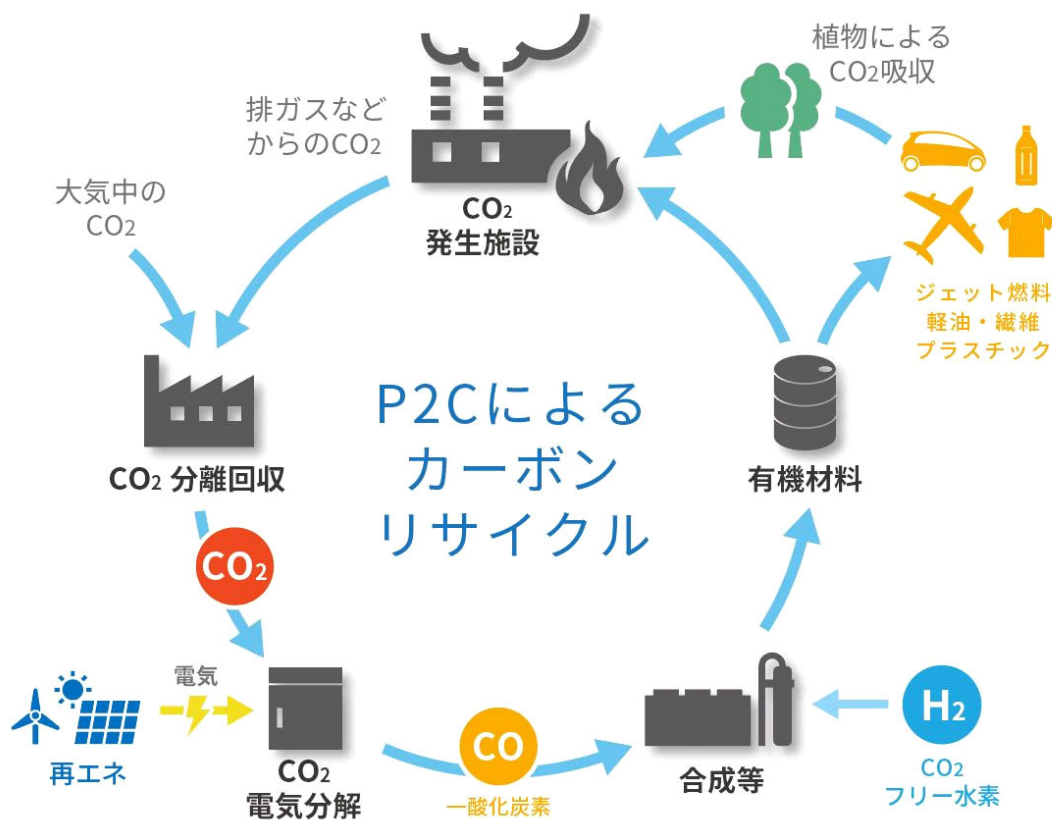 植物による
CO2吸収
排ガスなど
からのCO2
大気中の
CO2
CO2
発生施設
ジェット燃料
軽油・繊維
プラスチック
P2Cによる
カーボン
リサイクル
CO2 分離回収
有機材料
CO2
電気
再エネ
CO2
電気分解
CO
一酸化炭素
合成等
H2
CO2
フリー水素